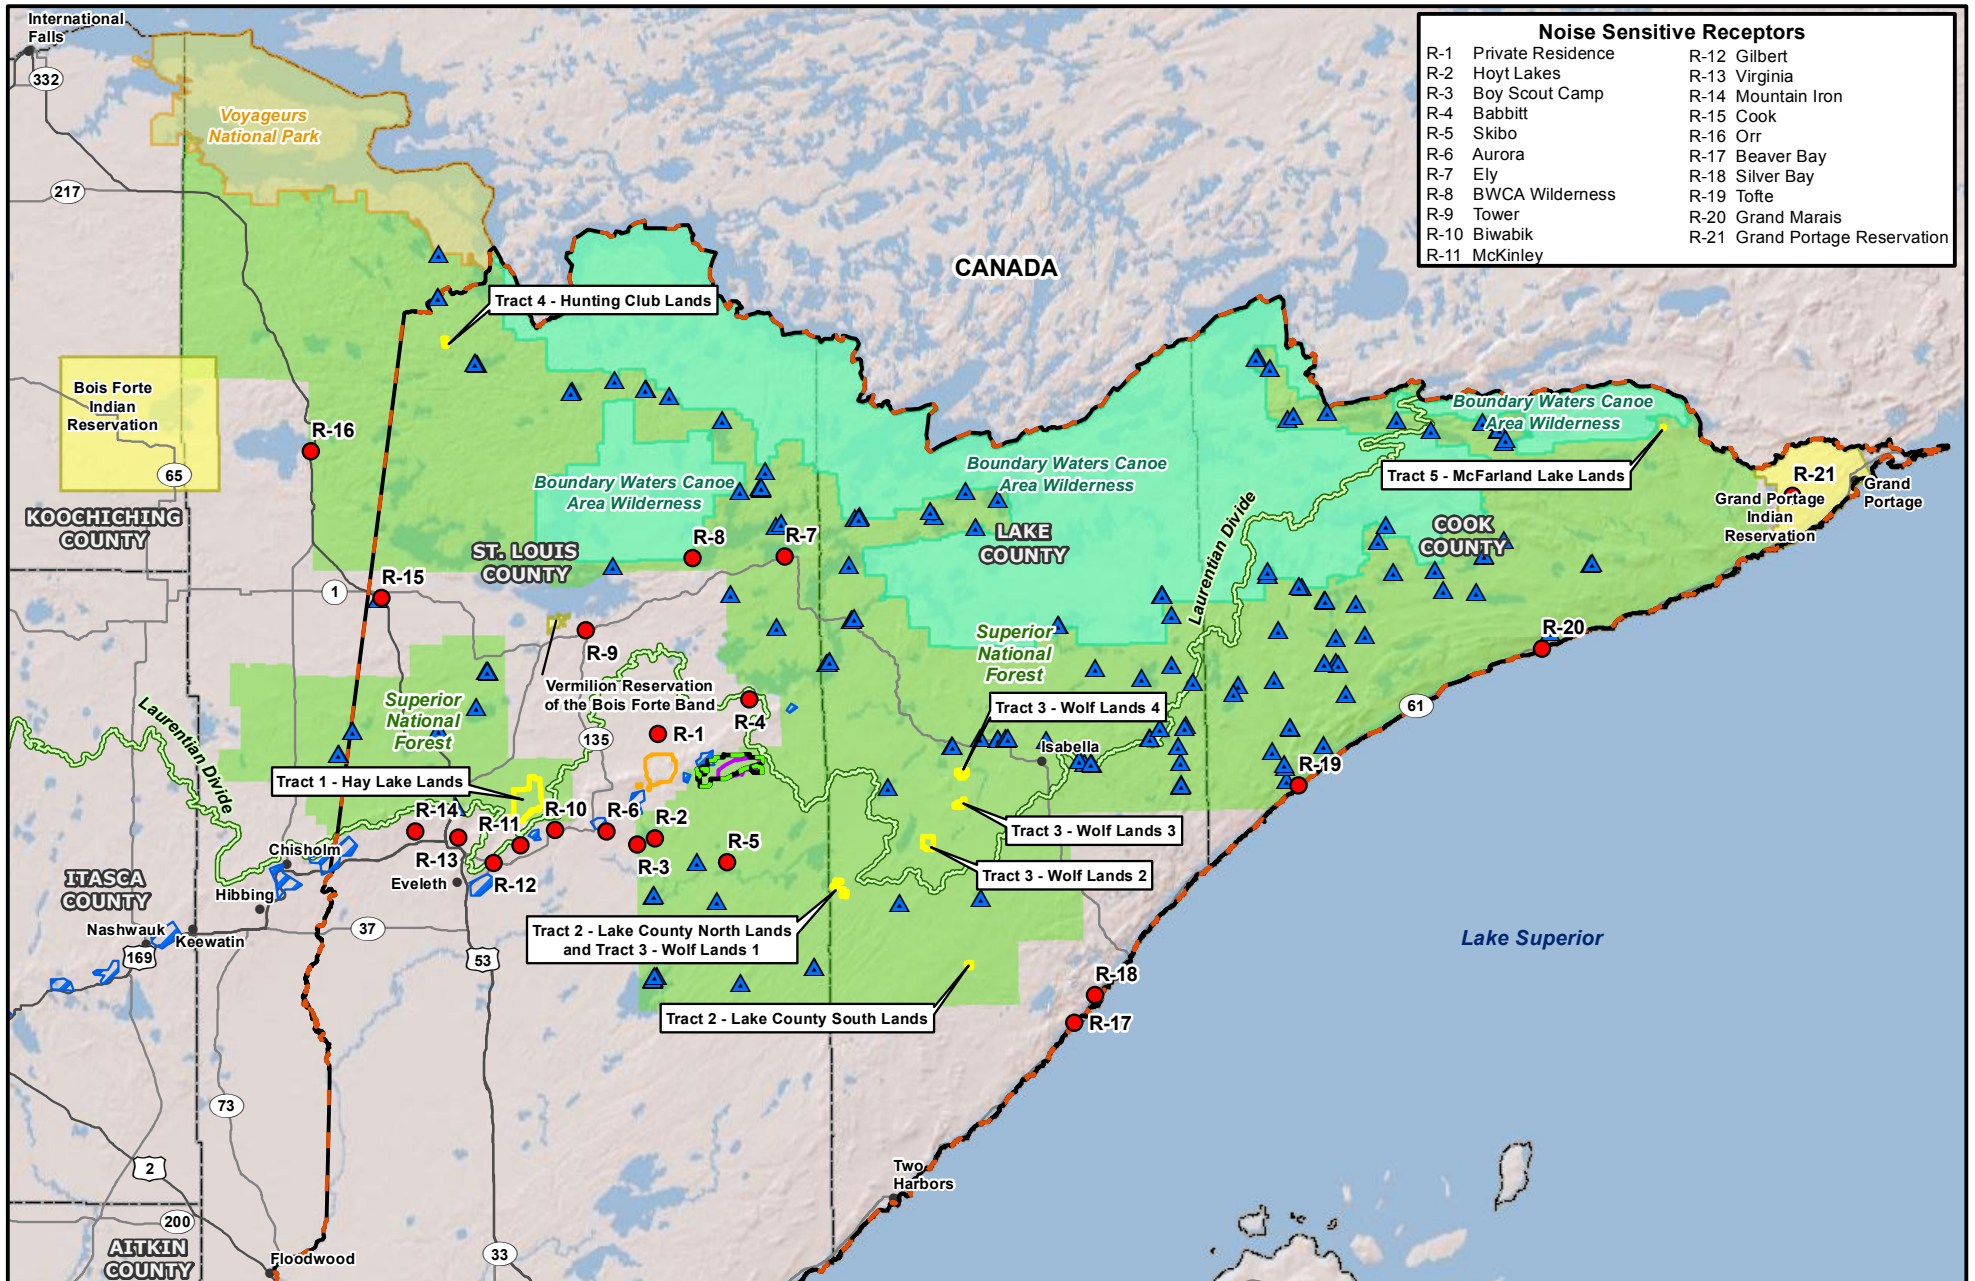 International
Falls
332
Voyageurs
National Park
217
Noise Sensitive Receptors
R-1 Private Residence
R-2 Hoyt Lakes
R-3 Boy Scout Camp
R-4 Babbitt
R-5 Skibo
R-6 Aurora
R-7 Ely
R-8 BWCA Wilderness
R-9 Tower
R-10 Biwabik
R-11 McKinley
R-12 Gilbert
R-13 Virginia
R-14 Mountain Iron
R-15 Cook
R-16 Orr
R-17 Beaver Bay
R-18 Silver Bay
R-19 Tofte
R-20 Grand Marais
R-21 Grand Portage Reservation
CANADA
Tract 4 - Hunting Club Lands
Bois Forte
Indian
Reservation
65
R-16
Boundary Waters Canoe
Area Wilderness
Boundary Waters Canoe
Area Wilderness
Boundary Waters Canoe
Area Wilderness
Tract 5 - McFarland Lake Lands
R-21
Grand Portage
Indian
Reservation
Grand
Portage
KOOCHICHING
COUNTY
ST. LOUIS
COUNTY
LAKE
COUNTY
COOK
COUNTY
R-8
R-7
R-15
1
Laurentian Divide
R-9
R-20
Superior
National
Forest
Vermilion Reservation
of the Bois Forte Band
R-4
Tract 3 - Wolf Lands 4
61
Superior
National
Forest
Laurentian Divide
135
R-1
Isabella
R-19
Tract 1 - Hay Lake Lands
R-14
R-11
R-10
R-6
R-2
Tract 3 - Wolf Lands 3
Chisholm
R-13
R-3
R-5
Tract 3 - Wolf Lands 2
ITASCA
COUNTY
Eveleth
R-12
Hibbing
Nashwauk
Keewatin
37
169
53
Tract 2 - Lake County North Lands
and Tract 3 - Wolf Lands 1
Lake Superior
R-18
R-17
Tract 2 - Lake County South Lands
73
2
Two
Harbors
200
AITKIN
COUNTY
Floodwood
33